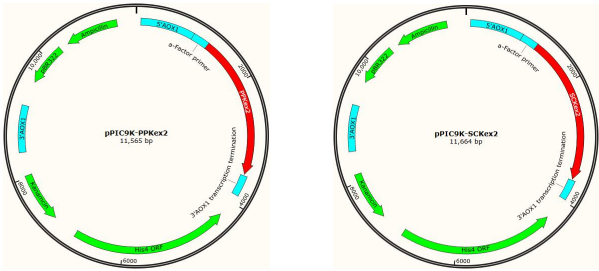 Ampicillin
5'AOX1
a-Factor primer
pBR322
10,000
2000
PPKex2
pPIC9K-PPKex2
11,565 bp
3'AOX1
3'AOX1 transcription termination
8000
4000
Kanamycin
His4 ORF
6000
Ampicillin
5'AOX1
a-Factor primer
pBR322
10,000
2000
SCKex2
pPIC9K-SCKex2
11,664 bp
3'AOX1
3'AOX1 transcription termination
8000
4000
Kanamycin
His4 ORF
6000